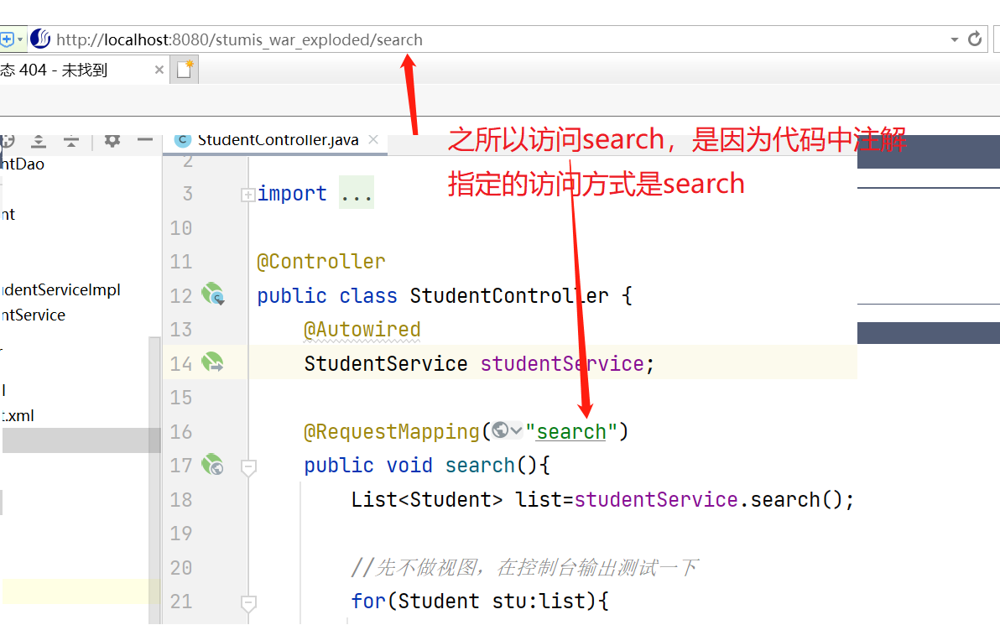 http://localhost:8080/stumis_war_exploded/search
态 404 - 未找到
StudentController.java
之所以访问search，是因为代码中注解
指定的访问方式是search
ntDao
nt
udentServiceImpl
ntService
t.xml
2
3 import ...
10
11 @Controller
12 public class StudentController {
13 @Autowired
14 StudentService studentService;
15
16 @RequestMapping("search")
17 public void search(){
18 List<Student> list=studentService.search();
19
20 //先不做视图，在控制台输出测试一下
21 for(Student stu:list){